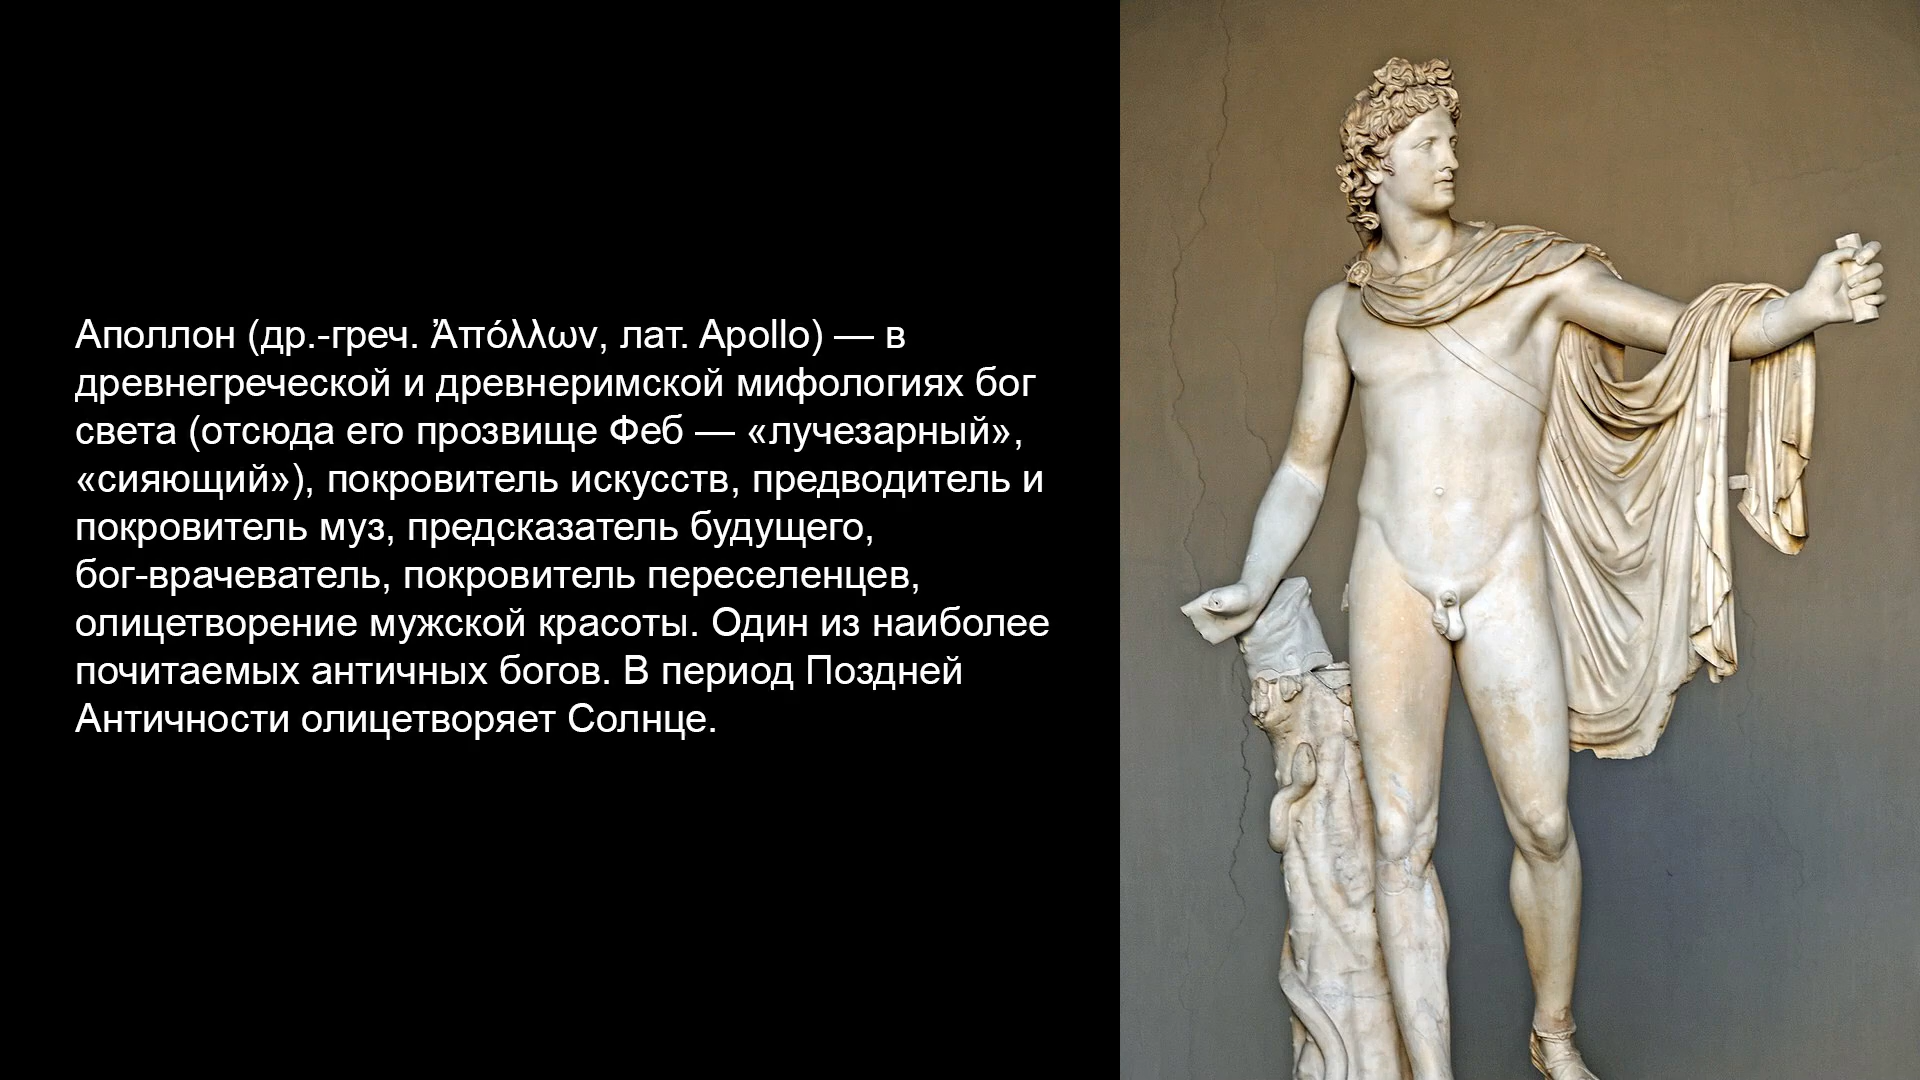 Аполлон (др.-греч. Ἀπόλλων, лат. Apollo) — в
древнегреческой и древнеримской мифологиях бог
света (отсюда его прозвище Феб — «лучезарный»,
«сияющий»), покровитель искусств, предводитель и
покровитель муз, предсказатель будущего,
бог-врачеватель, покровитель переселенцев,
олицетворение мужской красоты. Один из наиболее
почитаемых античных богов. В период Поздней
Античности олицетворяет Солнце.